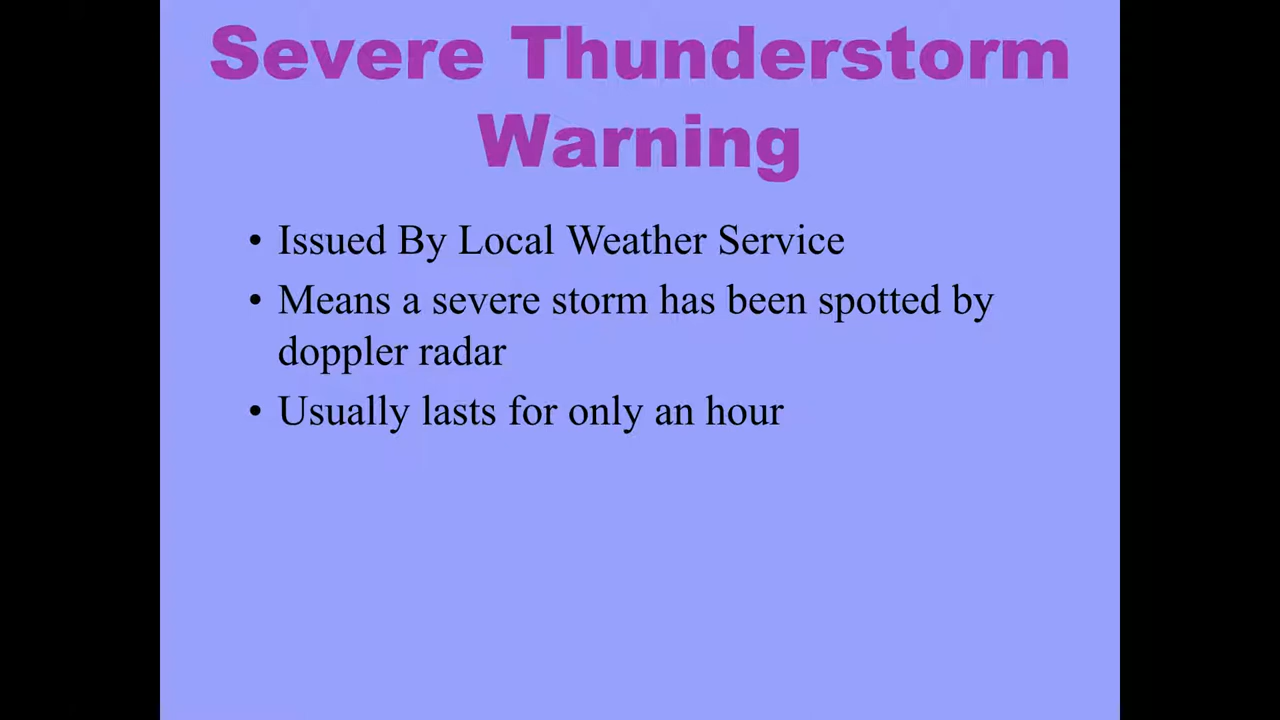 Severe Thunderstorm
Warning
• Issued By Local Weather Service
• Means a severe storm has been spotted by
doppler radar
• Usually lasts for only an hour